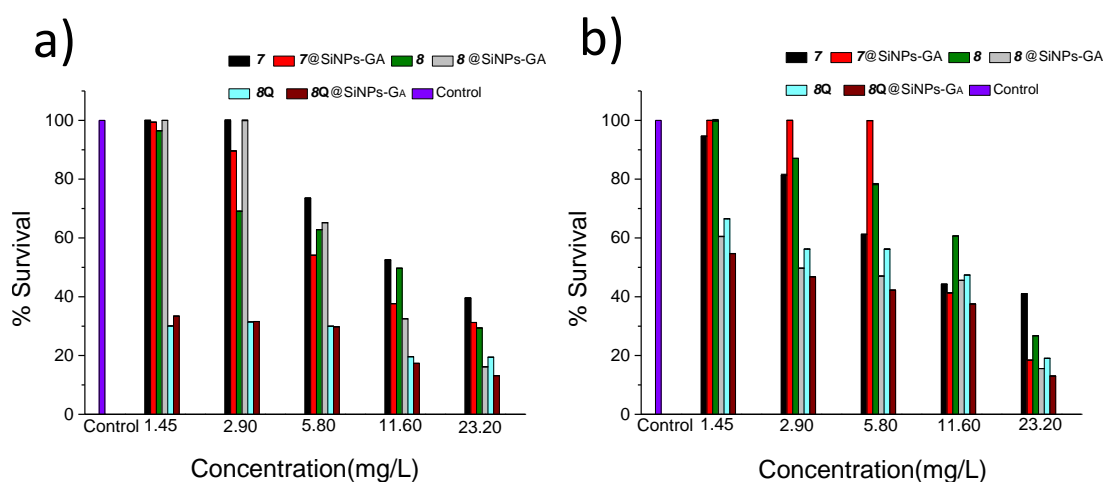 a)
7 7@SiNPs-GA 8 8 @SiNPs-GA
8Q 8Q@SiNPs-GA Control
100
80
60
40
20
0
% Survival
Control 1.45 2.90 5.80 11.60 23.20
Concentration(mg/L)
b)
7 7@SiNPs-GA 8 8 @SiNPs-GA
8Q 8Q@SiNPs-GA Control
100
80
60
40
20
0
% Survival
Control 1.45 2.90 5.80 11.60 23.20
Concentration(mg/L)